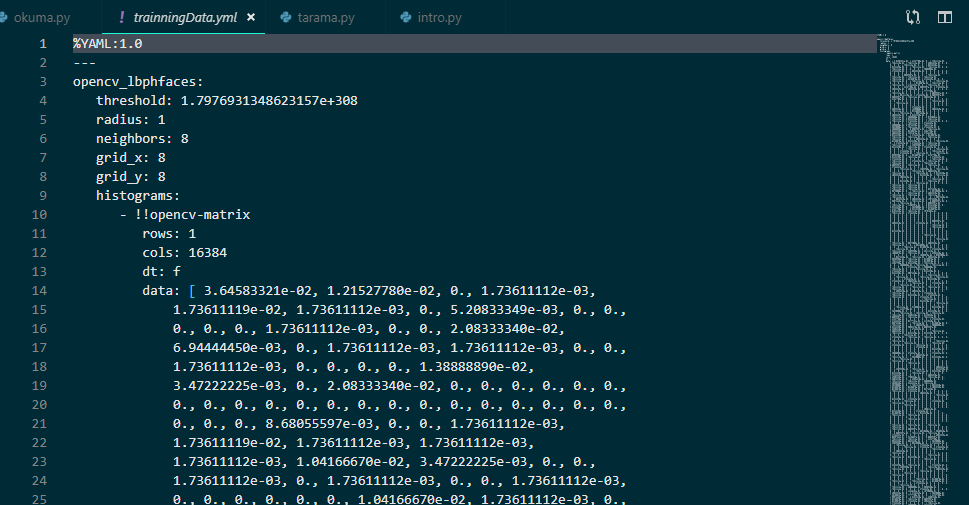 okuma.py ! trainningData.yml × tarama.py intro.py
1 %YAML:1.0
2 ---
3 opencv_lbphfaces:
4 threshold: 1.7976931348623157e+308
5 radius: 1
6 neighbors: 8
7 grid_x: 8
8 grid_y: 8
9 histograms:
10 - !!opencv-matrix
11 rows: 1
12 cols: 16384
13 dt: f
14 data: [ 3.64583321e-02, 1.21527780e-02, 0., 1.73611112e-03,
15 1.73611119e-02, 1.73611112e-03, 0., 5.20833349e-03, 0., 0.,
16 0., 0., 0., 1.73611112e-03, 0., 0., 2.08333340e-02,
17 6.94444450e-03, 0., 1.73611112e-03, 1.73611112e-03, 0., 0.,
18 1.73611112e-03, 0., 0., 0., 0., 1.38888890e-02,
19 3.47222225e-03, 0., 2.08333340e-02, 0., 0., 0., 0., 0., 0.,
20 0., 0., 0., 0., 0., 0., 0., 0., 0., 0., 0., 0., 0., 0., 0.,
21 0., 0., 0., 8.68055597e-03, 0., 0., 1.73611112e-03,
22 1.73611119e-02, 1.73611112e-03, 1.73611112e-03,
23 1.73611112e-03, 1.04166670e-02, 3.47222225e-03, 0., 0.,
24 1.73611112e-03, 0., 1.73611112e-03, 0., 0., 1.73611112e-03,
25 0., 0., 0., 0., 0., 0., 1.04166670e-02, 1.73611112e-03, 0.,